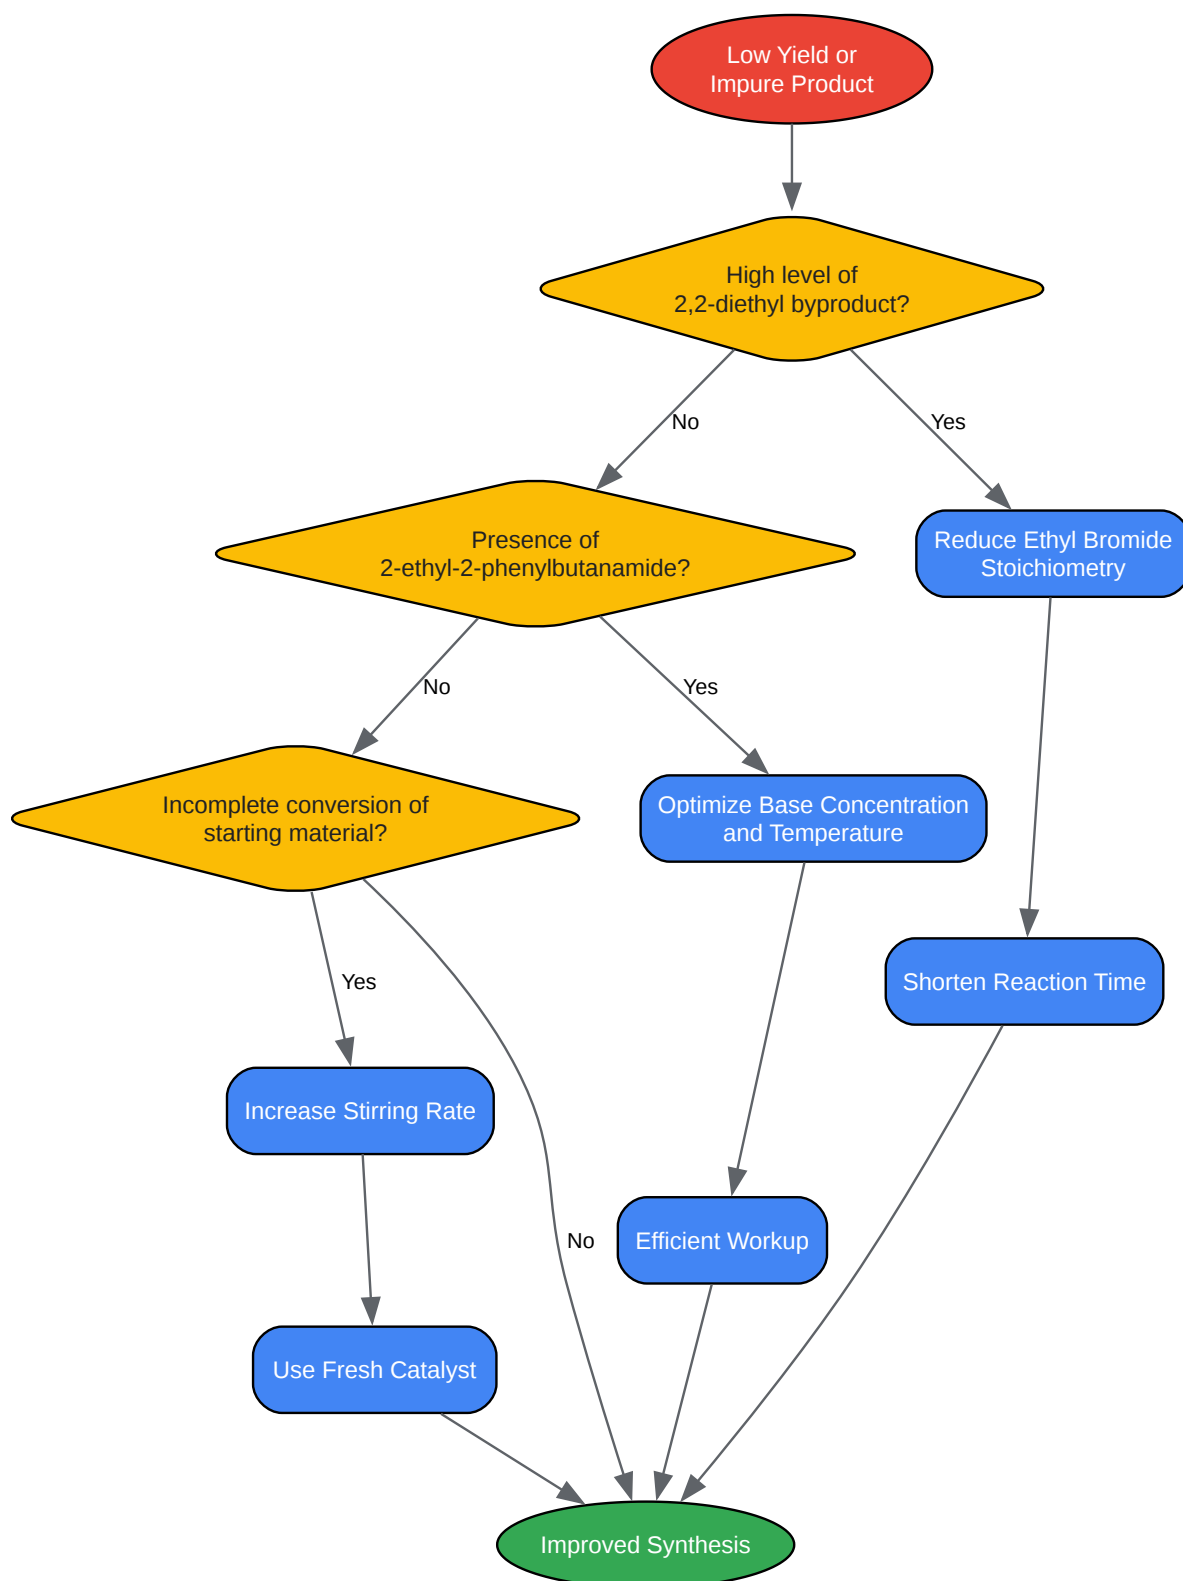 Low Yield or
Impure Product
High level of
2,2-diethyl byproduct?
No
Yes
Presence of
2-ethyl-2-phenylbutanamide?
Reduce Ethyl Bromide
Stoichiometry
No
Yes
Incomplete conversion of
starting material?
Optimize Base Concentration
and Temperature
Yes
Shorten Reaction Time
Increase Stirring Rate
No
Efficient Workup
Use Fresh Catalyst
Improved Synthesis